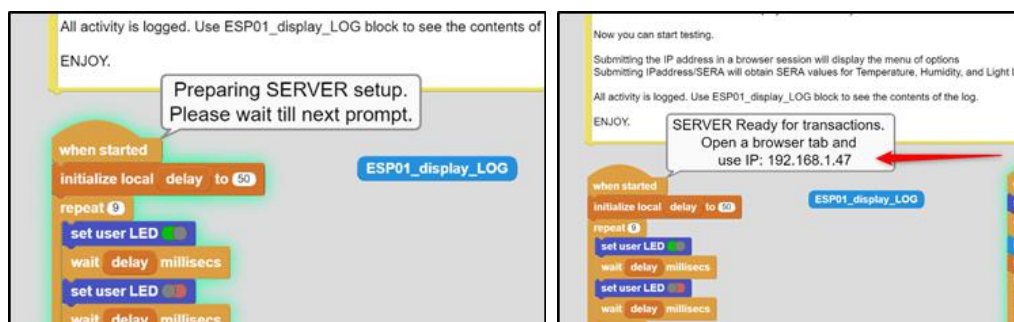 All activity is logged. Use ESP01_display_LOG block to see the contents of
ENJOY.
Preparing SERVER setup.
Please wait till next prompt.
when started
ESP01_display_LOG
initialize local delay to 50
repeat 9
set user LED
wait delay millisecs
set user LED
wait delay millisecs
Now you can start testing.
Submitting the IP address in a browser session will display the menu of options
Submitting IPaddress/SERA will obtain SERA values for Temperature, Humidity, and Light
All activity is logged. Use ESP01_display_LOG block to see the contents of the log.
ENJOY.
SERVER Ready for transactions.
Open a browser tab and
use IP: 192.168.1.47
when started
ESP01_display_LOG
initialize local delay to 50
repeat 9
set user LED
wait delay millisecs
set user LED
wait delay millisecs